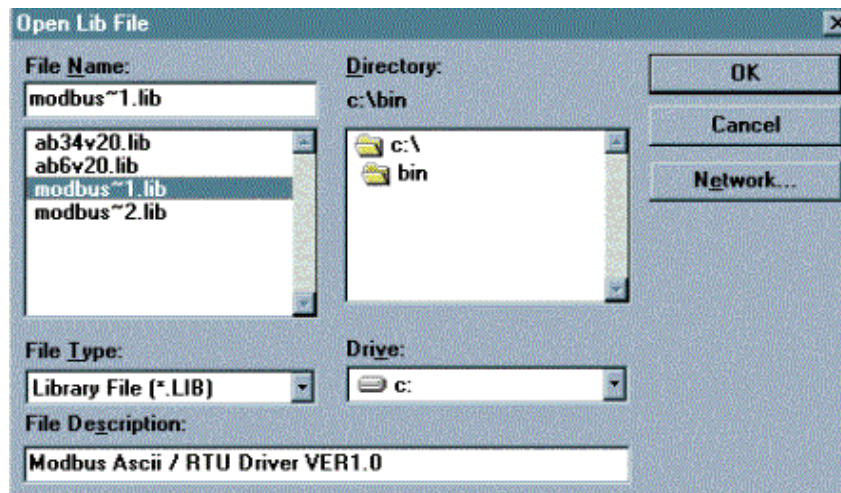 Open Lib File
File Name:
modbus~1.lib
ab34v20.lib
ab6v20.lib
modbus~1.lib
modbus~2.lib
File Type:
Library File (*.LIB)
File Description:
Modbus Ascii / RTU Driver VER1.0
Directory:
c:\bin
c:\
bin
Drive:
c:
OK
Cancel
Network...